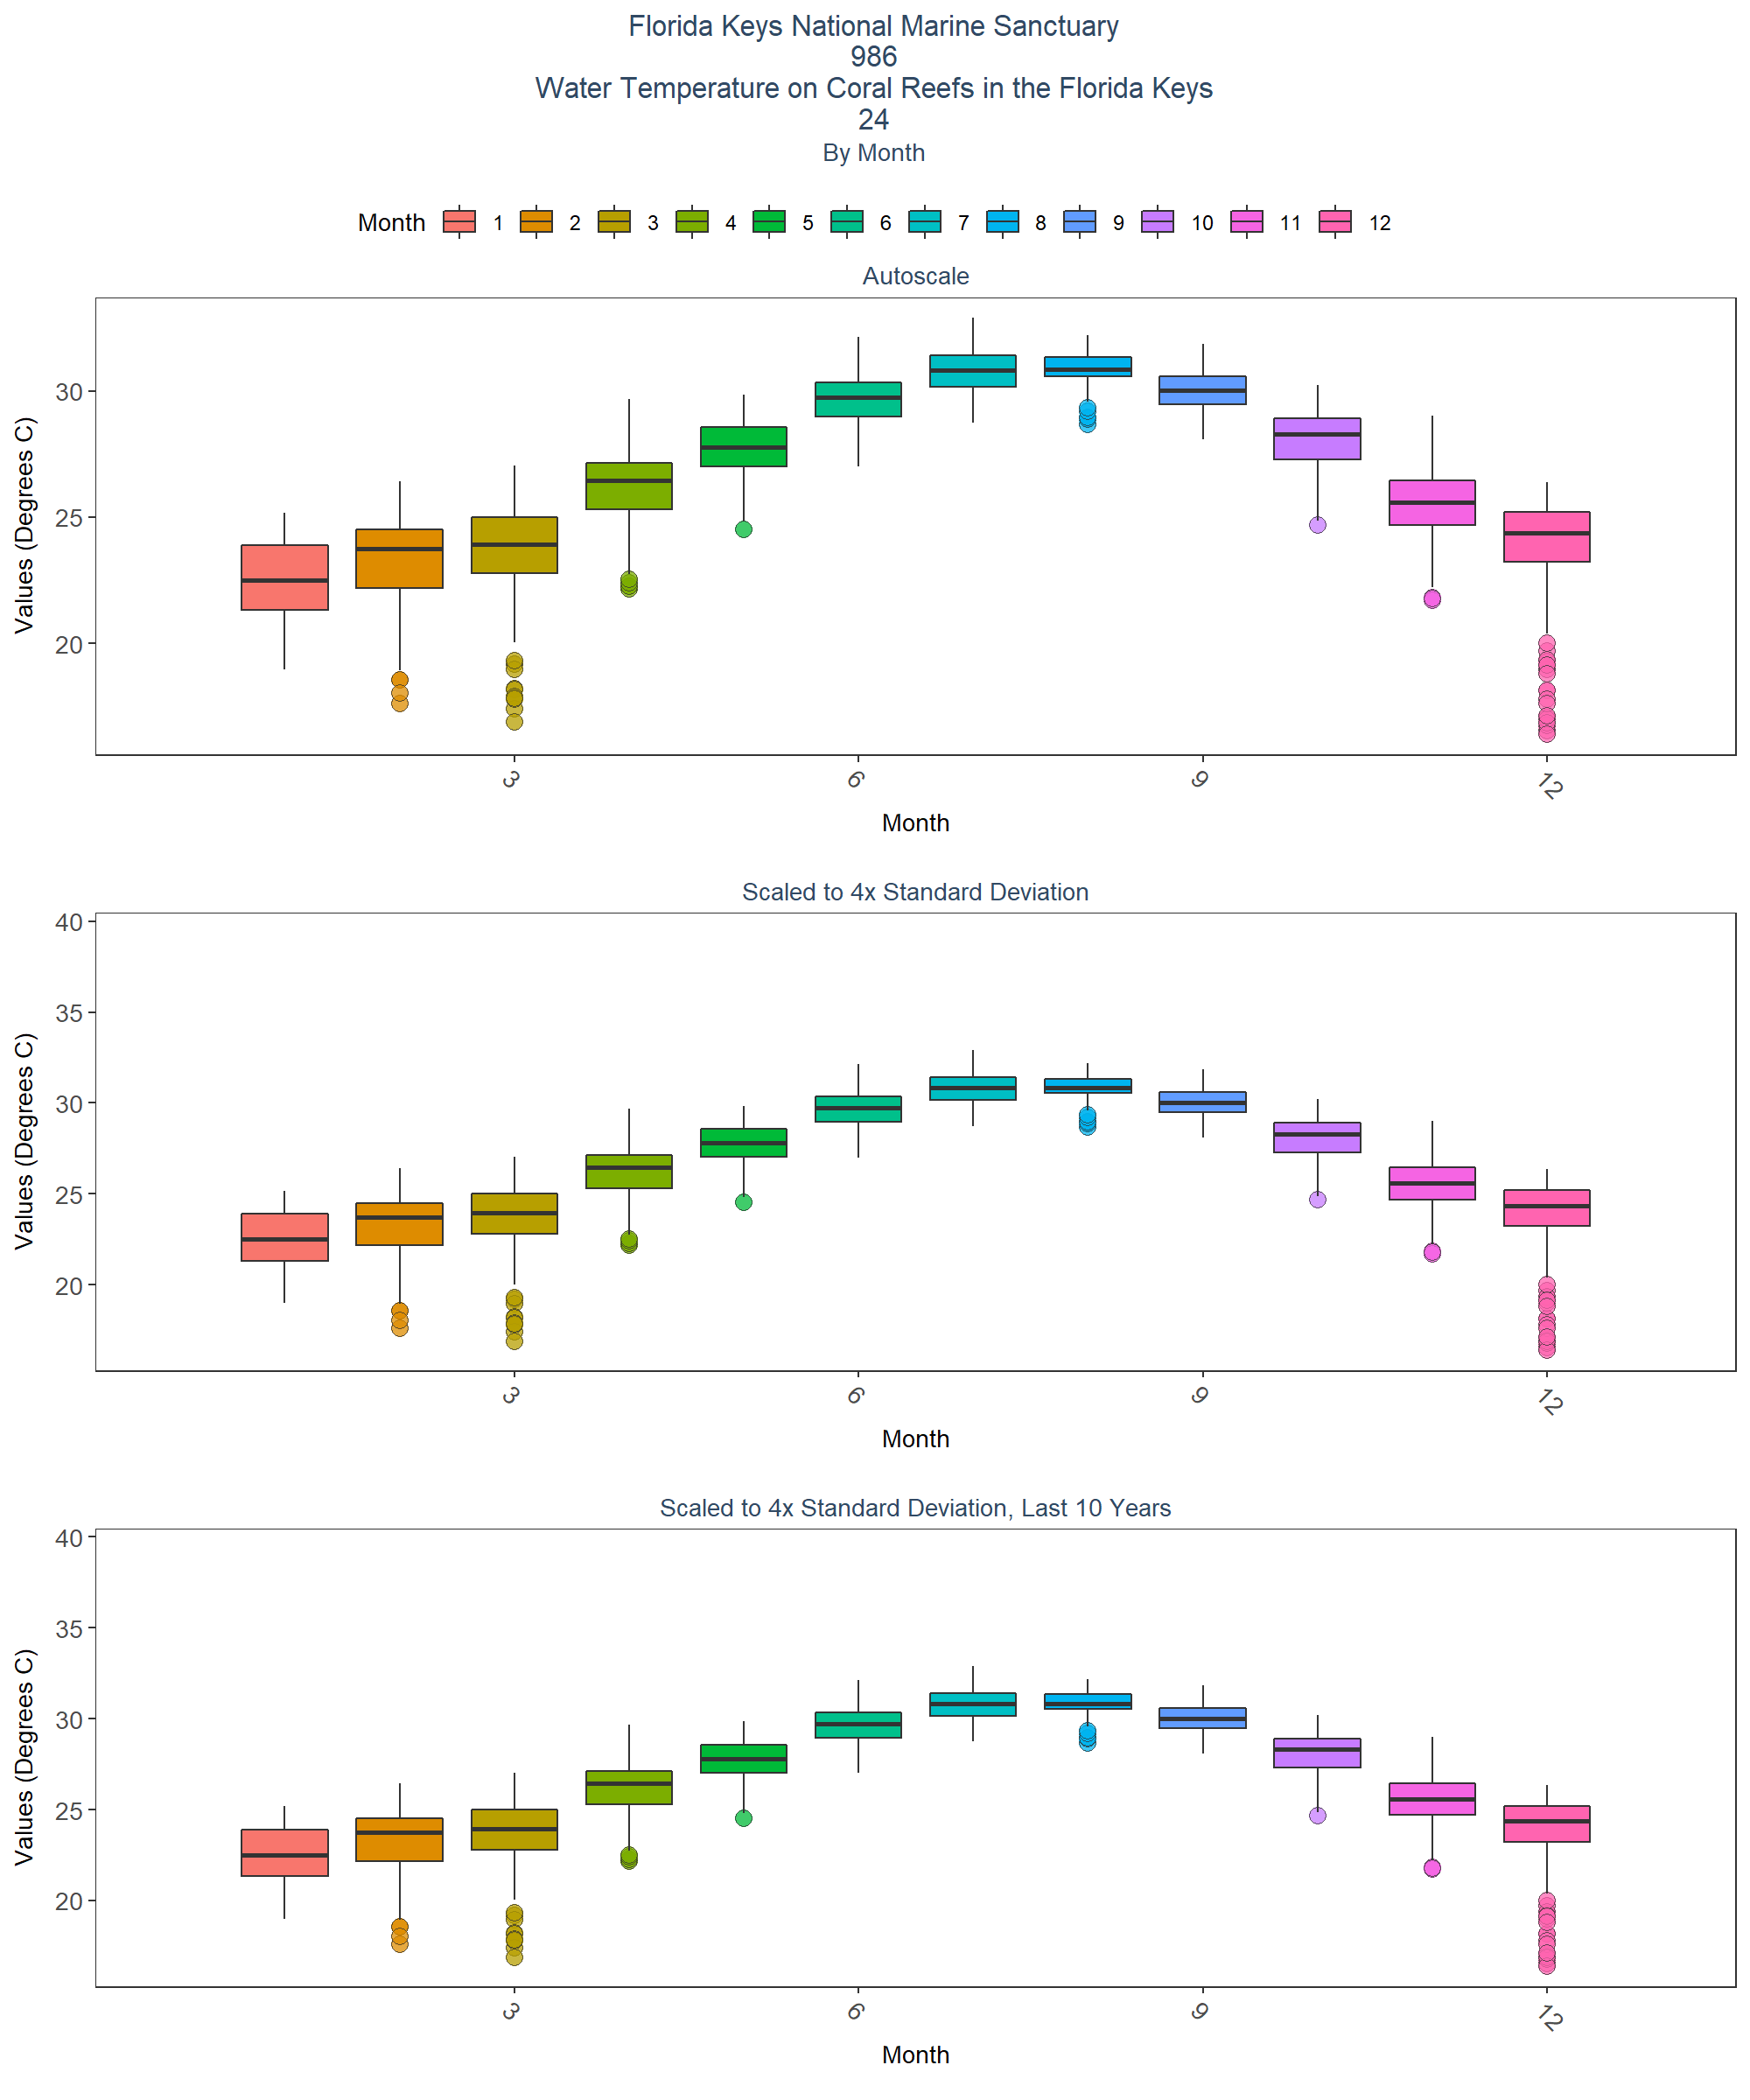 Florida Keys National Marine Sanctuary
986
Water Temperature on Coral Reefs in the Florida Keys
24
By Month
Month 1 2 3 4 5 6 7 8 9 10 11 12
Autoscale
Values (Degrees C)
30
25
20
3 6 9 12
Month
Scaled to 4x Standard Deviation
Values (Degrees C)
40
35
30
25
20
3 6 9 12
Month
Scaled to 4x Standard Deviation, Last 10 Years
Values (Degrees C)
40
35
30
25
20
3 6 9 12
Month